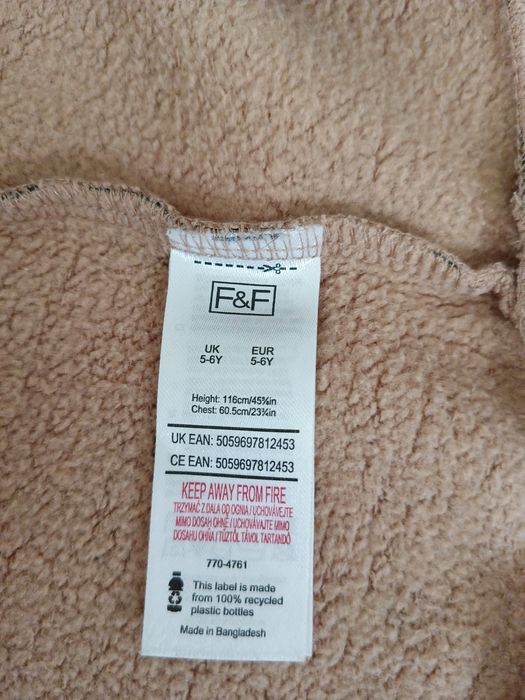 F&F
UK EUR
5-6Y 5-6Y
Height: 116cm/45⅝in
Chest: 60.5cm/23¾in
UK EAN: 5059697812453
CE EAN: 5059697812453
KEEP AWAY FROM FIRE
TRZYMAĆ Z DALA OD OGNIA / UCHOVÁVEJTE
MIMO DOSAH OHNĚ / UCHOVÁVAJTE MIMO
DOSAHU OHŇA / TŰZTŐL TÁVOL TARTANDÓ
770-4761
This label is made
from 100% recycled
plastic bottles
Made in Bangladesh